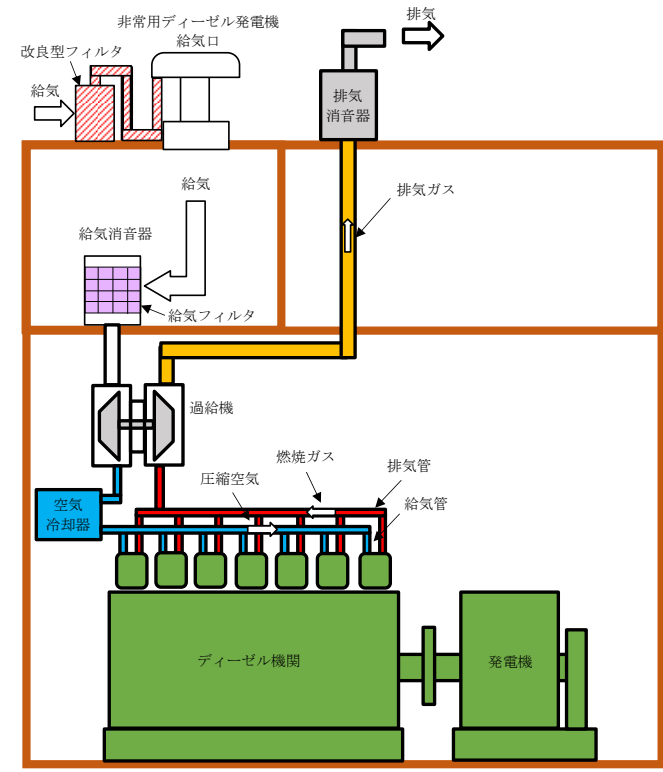 排気
非常用ディーゼル発電機
給気口
改良型フィルタ
給気
排気
消音器
給気
排気ガス
給気消音器
給気フィルタ
過給機
燃焼ガス
排気管
圧縮空気
給気管
空気
冷却器
ディーゼル機関
発電機